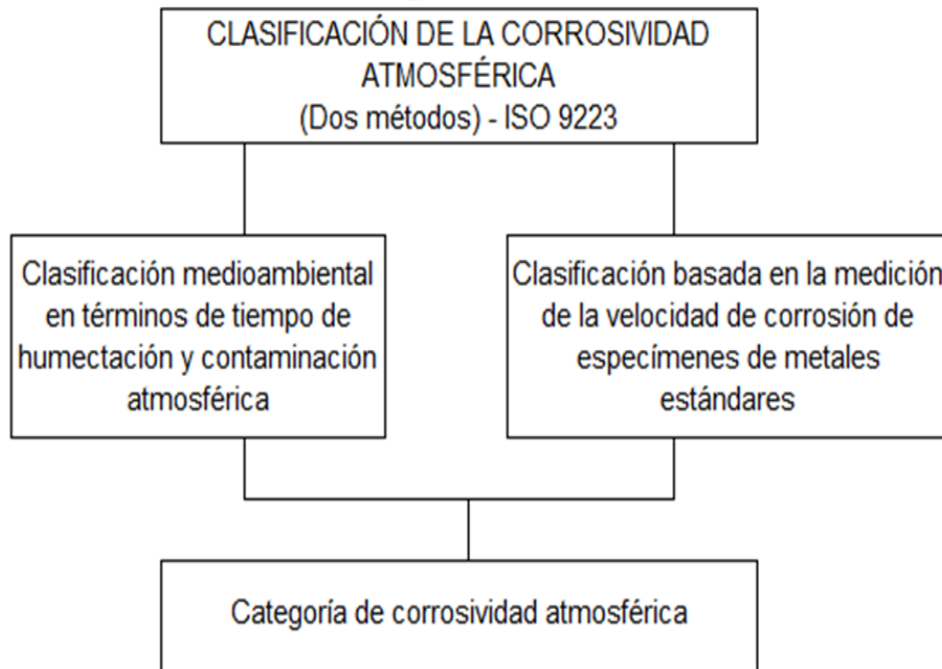 CLASIFICACIÓN DE LA CORROSIVIDAD
ATMOSFÉRICA
(Dos métodos) - ISO 9223
Clasificación medioambiental
en términos de tiempo de
humectación y contaminación
atmosférica
Clasificación basada en la medición
de la velocidad de corrosión de
especímenes de metales
estándares
Categoría de corrosividad atmosférica